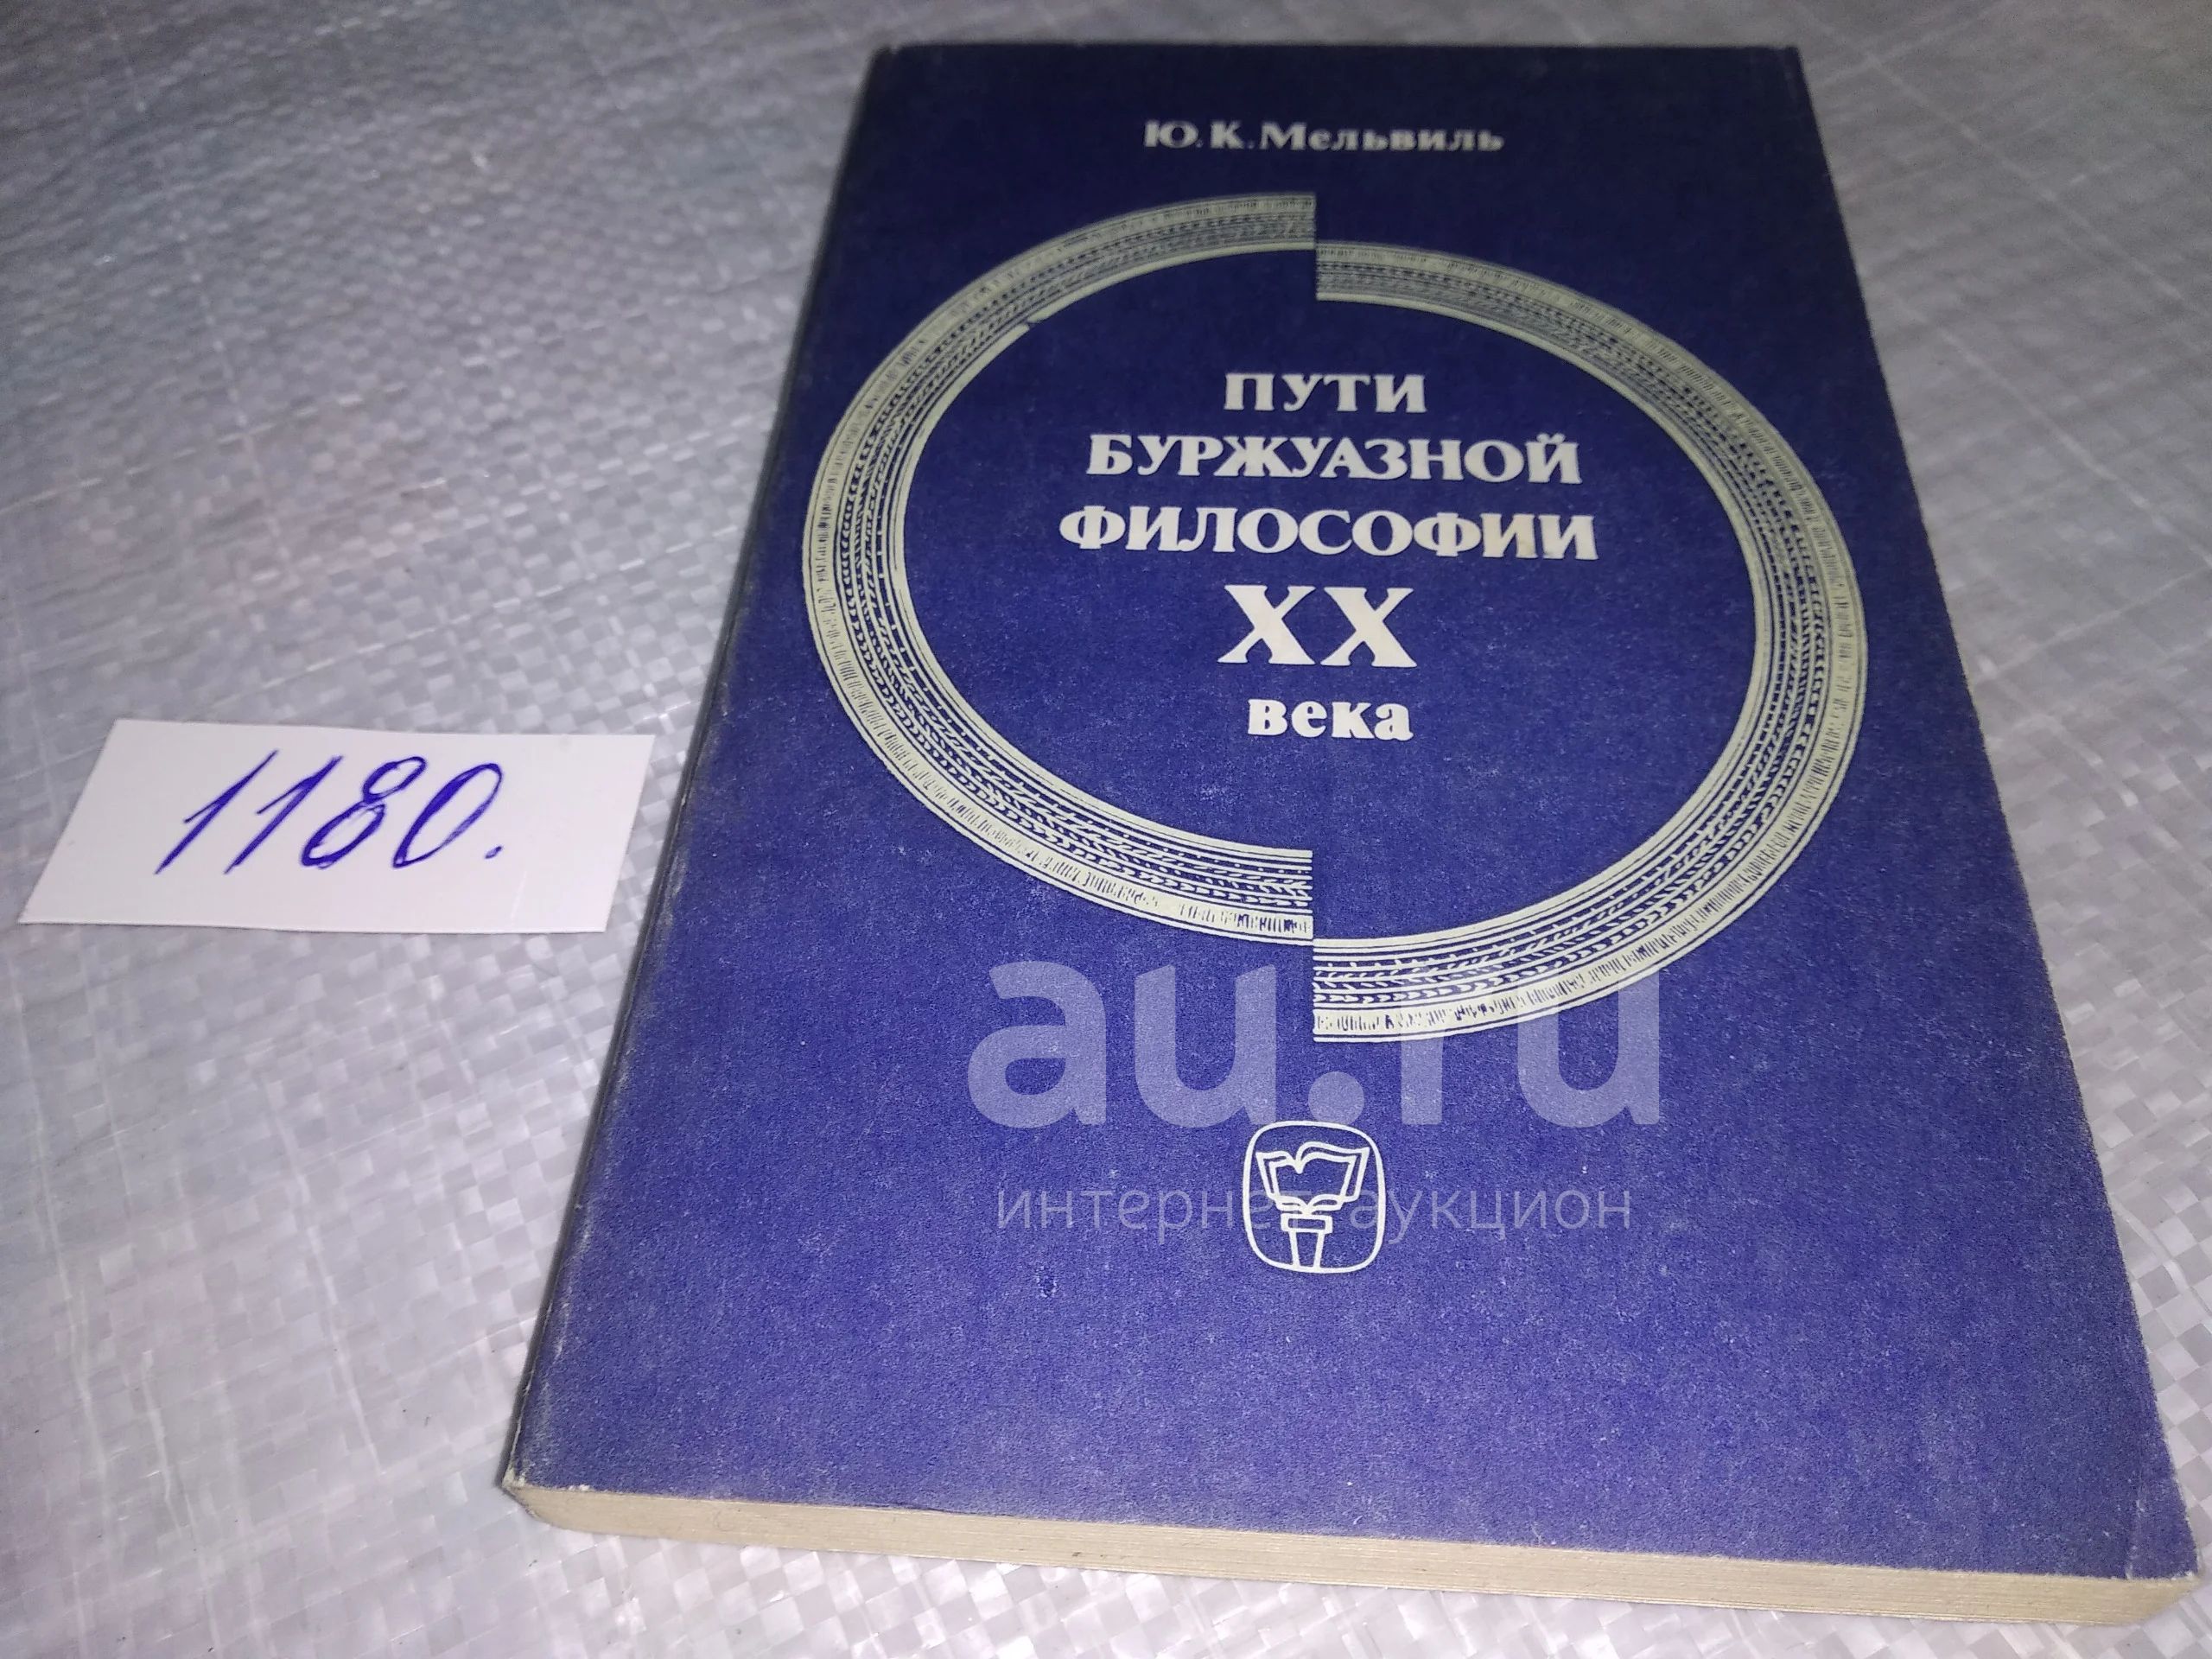 Ю. К. Мельвиль
ПУТИ
БУРЖУАЗНОЙ
ФИЛОСОФИИ
XX
века
1180.
au.ru
интернет аукцион